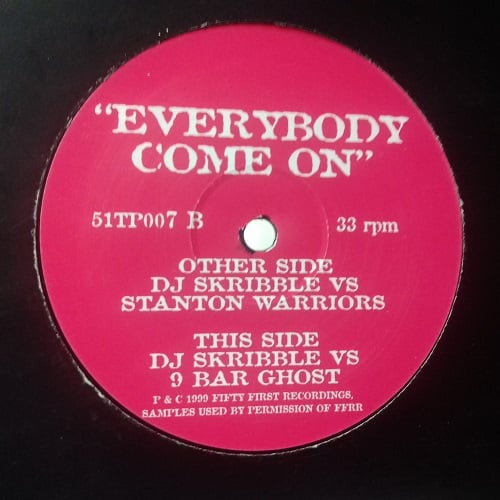 "EVERYBODY
COME ON"
51TP007 B 33 rpm
OTHER SIDE
DJ SKRIBBLE VS
STANTON WARRIORS
THIS SIDE
DJ SKRIBBLE VS
9 BAR GHOST
P & C 1999 FIFTY FIRST RECORDINGS,
SAMPLES USED BY PERMISSION OF FFRR